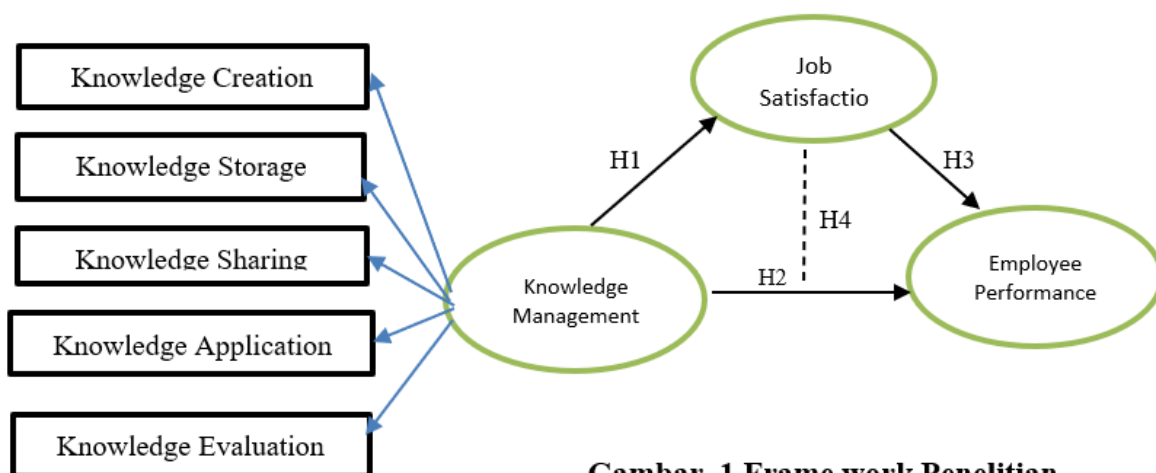 Knowledge Creation
Knowledge Storage
Knowledge Sharing
Knowledge Application
Knowledge Evaluation
Knowledge
Management
Job
Satisfactio
Employee
Performance
H1
H2
H3
H4
Gambar. 1 Frame work Penelitian